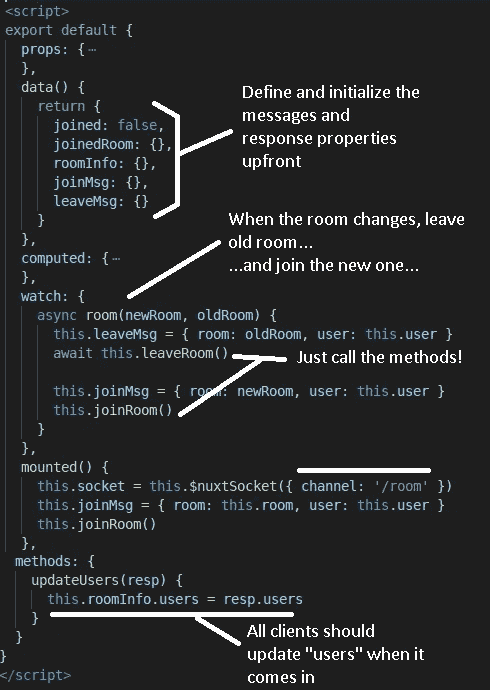 <script>
export default {
props: {⋯
},
data() {
return {
joined: false,
joinedRoom: {},
roomInfo: {},
joinMsg: {},
leaveMsg: {}
}
},
computed: {⋯
},
watch: {
async room(newRoom, oldRoom) {
this.leaveMsg = { room: oldRoom, user: this.user }
await this.leaveRoom()
this.joinMsg = { room: newRoom, user: this.user }
this.joinRoom()
}
},
mounted() {
this.socket = this.$nuxtSocket({ channel: '/room' })
this.joinMsg = { room: this.room, user: this.user }
this.joinRoom()
},
methods: {
updateUsers(resp) {
this.roomInfo.users = resp.users
}
}
}
</script>
Define and initialize the
messages and
response properties
upfront
When the room changes, leave
old room...
...and join the new one...
Just call the methods!
All clients should
update "users" when it
comes in